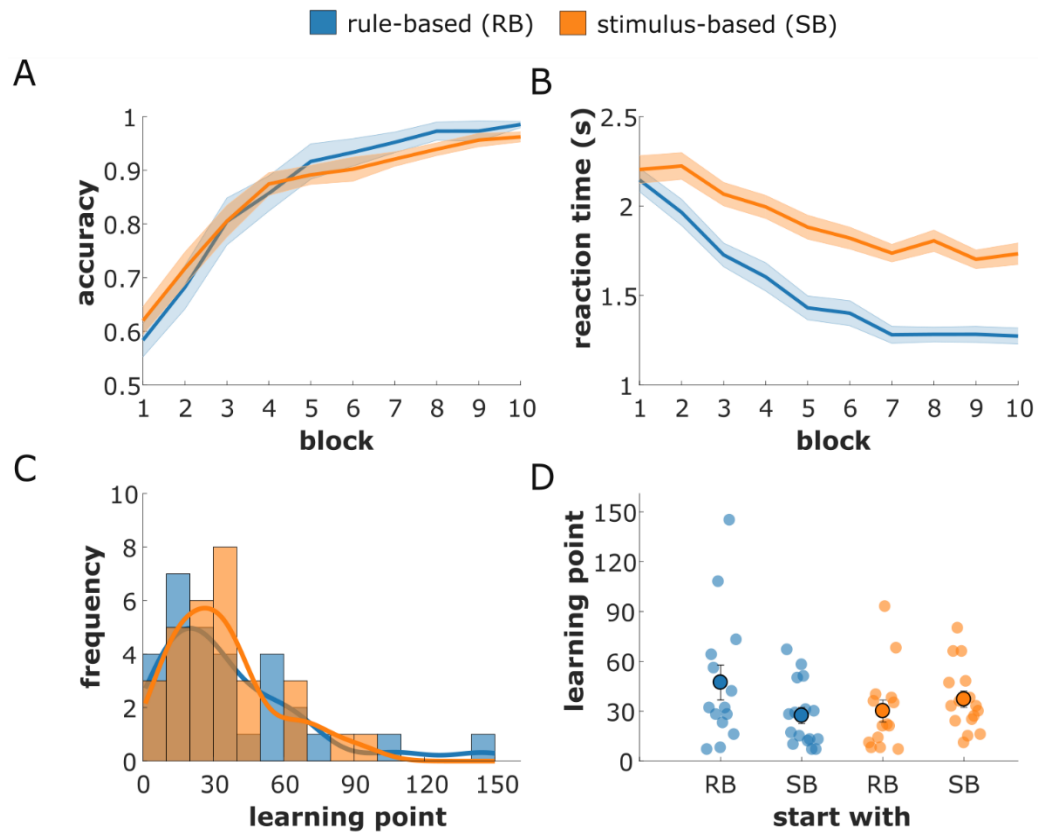 rule-based (RB) stimulus-based (SB)
A
B
accuracy
1
0.9
0.8
0.7
0.6
0.5
1 2 3 4 5 6 7 8 9 10
block
reaction time (s)
2.5
2
1.5
1
1 2 3 4 5 6 7 8 9 10
block
C
D
frequency
10
8
6
4
2
0
0 30 60 90 120 150
learning point
learning point
150
120
90
60
30
0
RB SB RB SB
start with